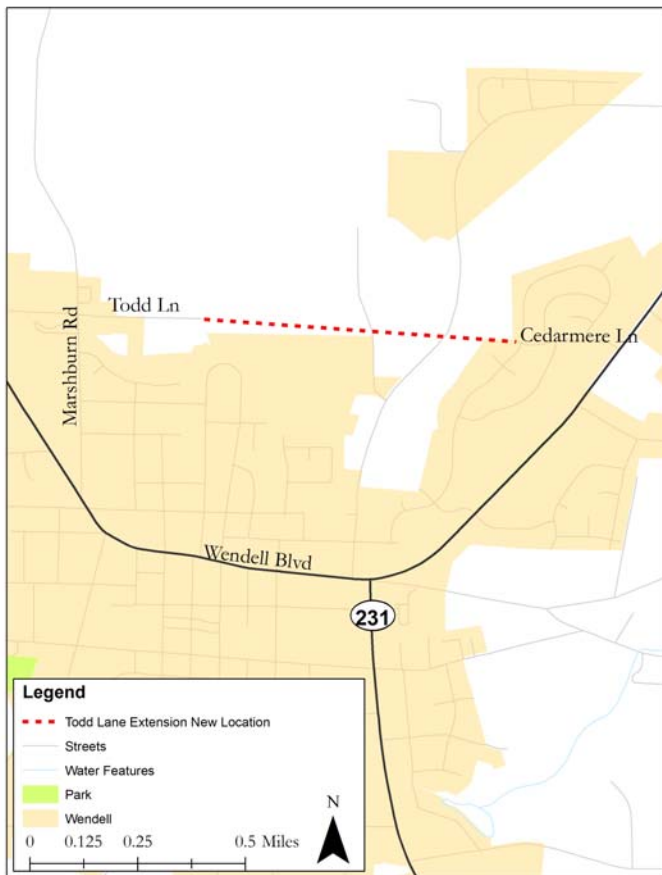 Todd Ln
Cedarmere Ln
Marshburn Rd
Wendell Blvd
231
Legend
Todd Lane Extension New Location
Streets
Water Features
Park
Wendell
N
0 0.125 0.25 0.5 Miles